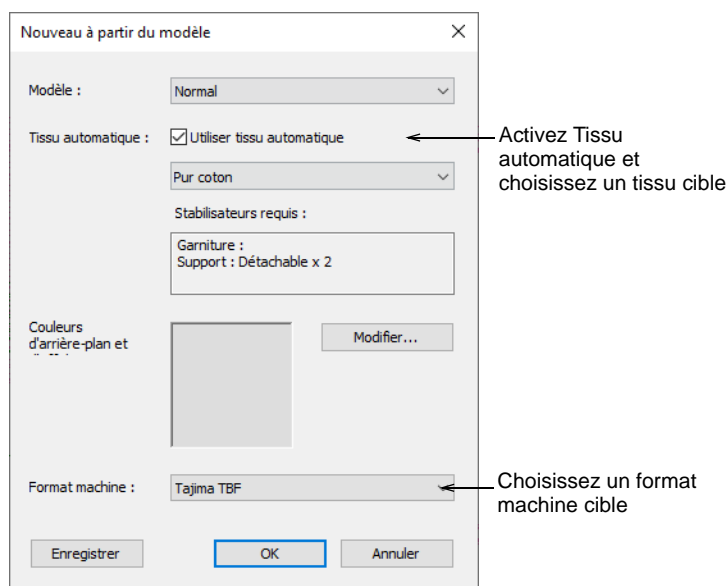 Nouveau à partir du modèle
Modèle :
Normal
Tissu automatique :
Utiliser tissu automatique
Activez Tissu
automatique et
choisissez un tissu cible
Pur coton
Stabilisateurs requis :
Garniture :
Support : Détachable x 2
Couleurs
d'arrière-plan et
Modifier...
Format machine :
Tajima TBF
Choisissez un format
machine cible
Enregistrer
OK
Annuler